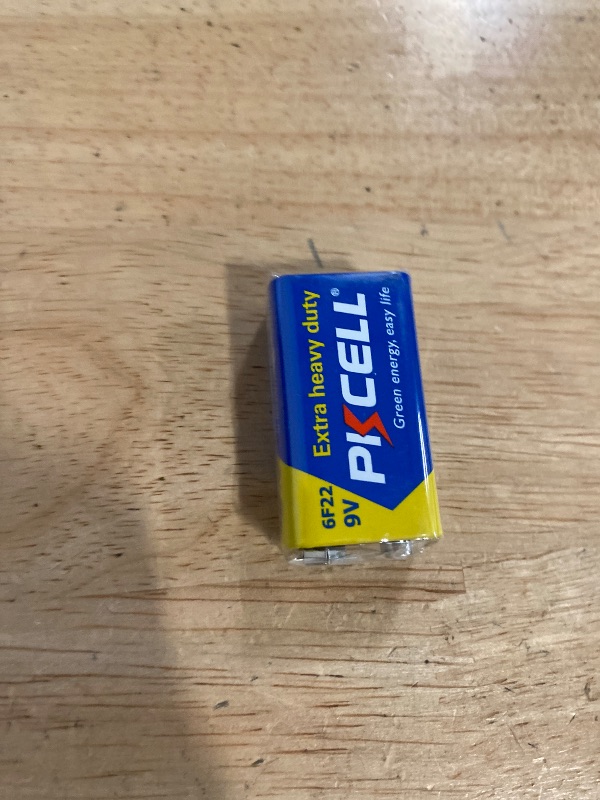 Extra heavy duty
PKCELL®
Green energy, easy life
6F22
9V